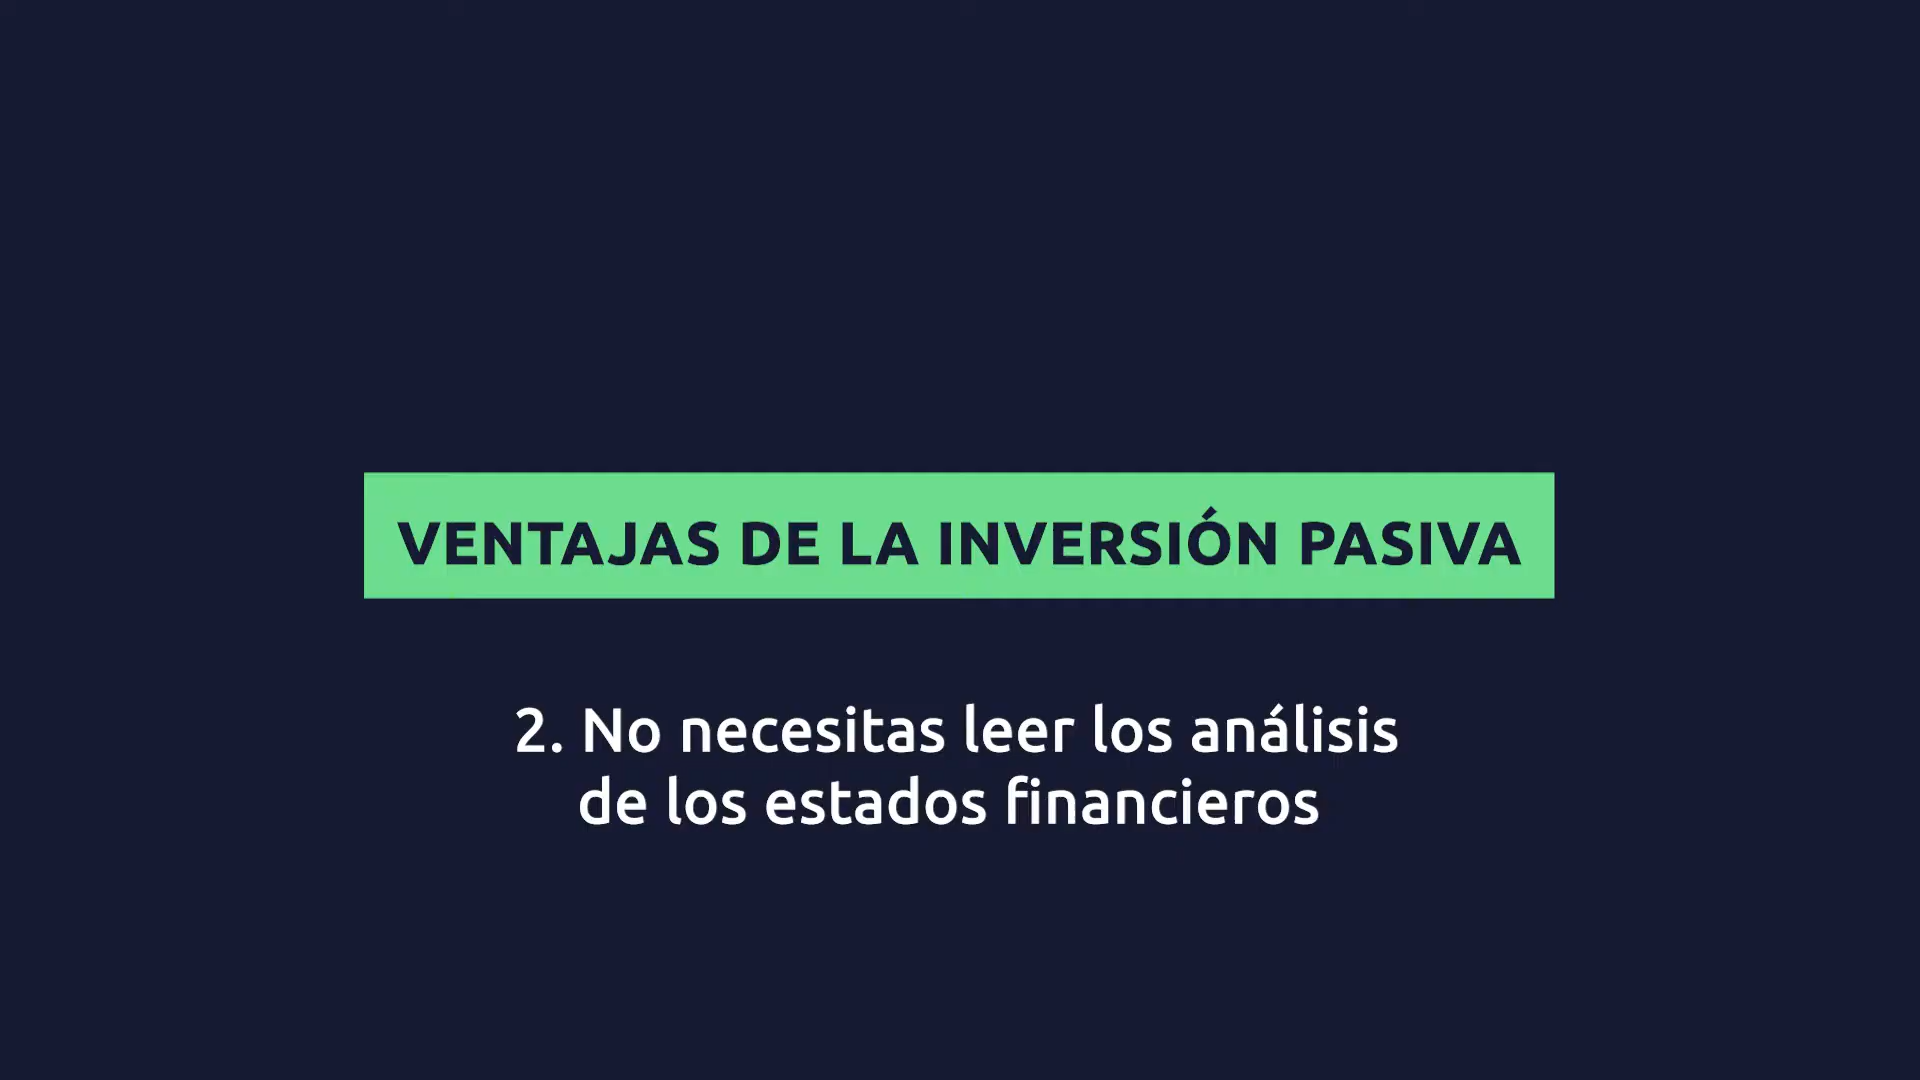 VENTAJAS DE LA INVERSIÓN PASIVA
2. No necesitas leer los análisis
de los estados financieros